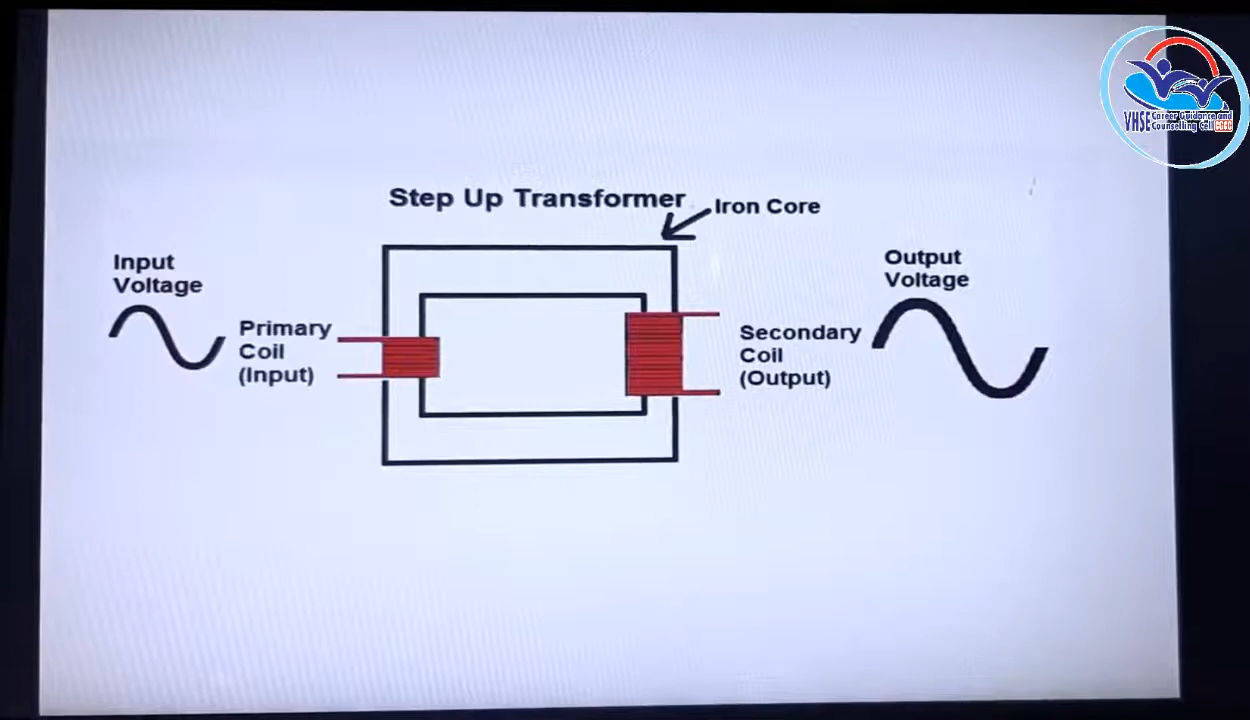 VHSE Career Guidance and
Counselling Cell CGCC
Step Up Transformer
Iron Core
Input
Voltage
Primary
Coil
(Input)
Secondary
Coil
(Output)
Output
Voltage